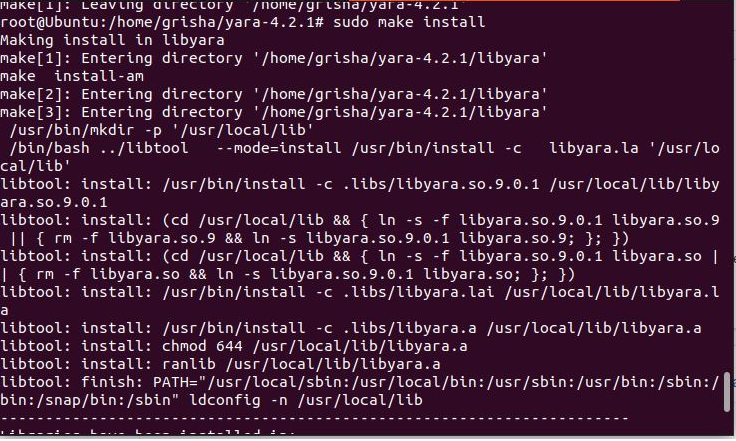 make[1]: Leaving directory '/home/grisha/yara-4.2.1'
root@Ubuntu:/home/grisha/yara-4.2.1# sudo make install
Making install in libyara
make[1]: Entering directory '/home/grisha/yara-4.2.1/libyara'
make  install-am
make[2]: Entering directory '/home/grisha/yara-4.2.1/libyara'
make[3]: Entering directory '/home/grisha/yara-4.2.1/libyara'
 /usr/bin/mkdir -p '/usr/local/lib'
 /bin/bash ../libtool   --mode=install /usr/bin/install -c   libyara.la '/usr/lo
cal/lib'
libtool: install: /usr/bin/install -c .libs/libyara.so.9.0.1 /usr/local/lib/liby
ara.so.9.0.1
libtool: install: (cd /usr/local/lib && { ln -s -f libyara.so.9.0.1 libyara.so.9
 || { rm -f libyara.so.9 && ln -s libyara.so.9.0.1 libyara.so.9; }; })
libtool: install: (cd /usr/local/lib && { ln -s -f libyara.so.9.0.1 libyara.so |
| { rm -f libyara.so && ln -s libyara.so.9.0.1 libyara.so; }; })
libtool: install: /usr/bin/install -c .libs/libyara.lai /usr/local/lib/libyara.l
a
libtool: install: /usr/bin/install -c .libs/libyara.a /usr/local/lib/libyara.a
libtool: install: chmod 644 /usr/local/lib/libyara.a
libtool: install: ranlib /usr/local/lib/libyara.a
libtool: finish: PATH="/usr/local/sbin:/usr/local/bin:/usr/sbin:/usr/bin:/sbin:/
bin:/snap/bin:/sbin" ldconfig -n /usr/local/lib
----------------------------------------------------------------------
Libraries have been installed in: